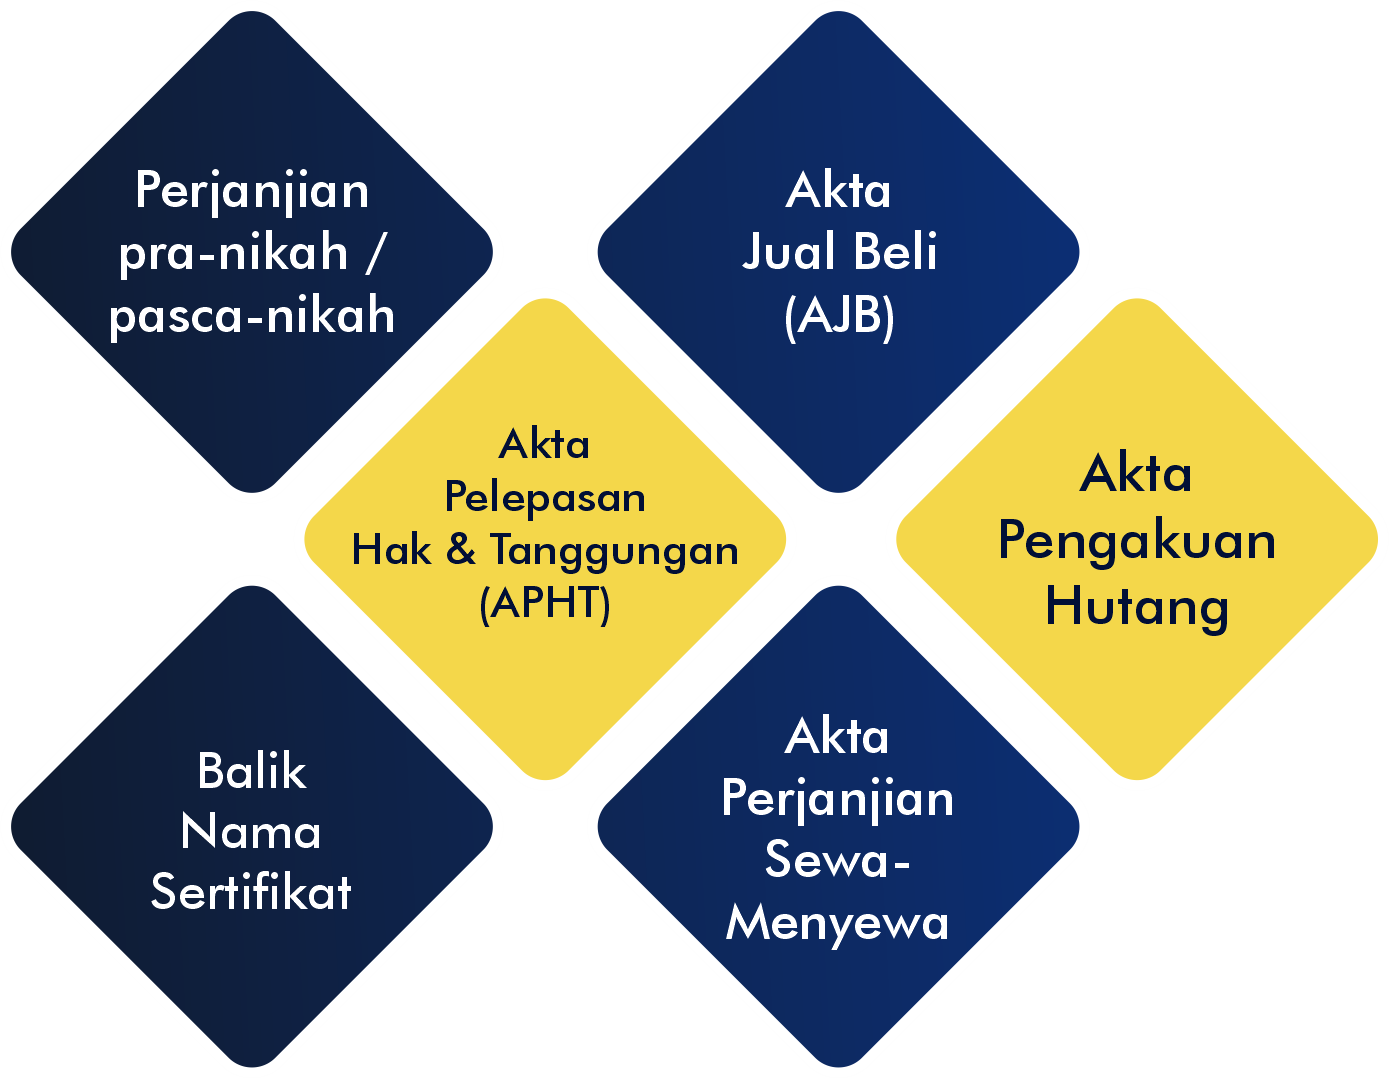 Perjanjian
pra-nikah /
pasca-nikah
Akta
Jual Beli
(AJB)
Akta
Pelepasan
Hak & Tanggungan
(APHT)
Akta
Pengakuan
Hutang
Balik
Nama
Sertifikat
Akta
Perjanjian
Sewa-
Menyewa